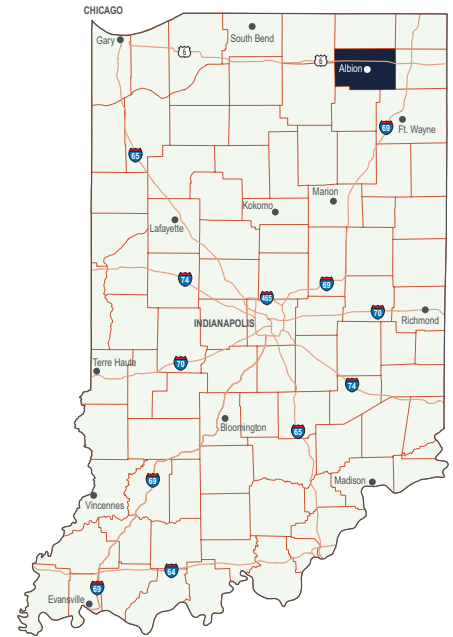 CHICAGO
Gary
South Bend
6
6
Albion
69
Ft. Wayne
65
Marion
Kokomo
Lafayette
74
69
465
70
INDIANAPOLIS
Richmond
Terre Haute
70
74
Bloomington
65
69
Madison
Vincennes
64
69
Evansville